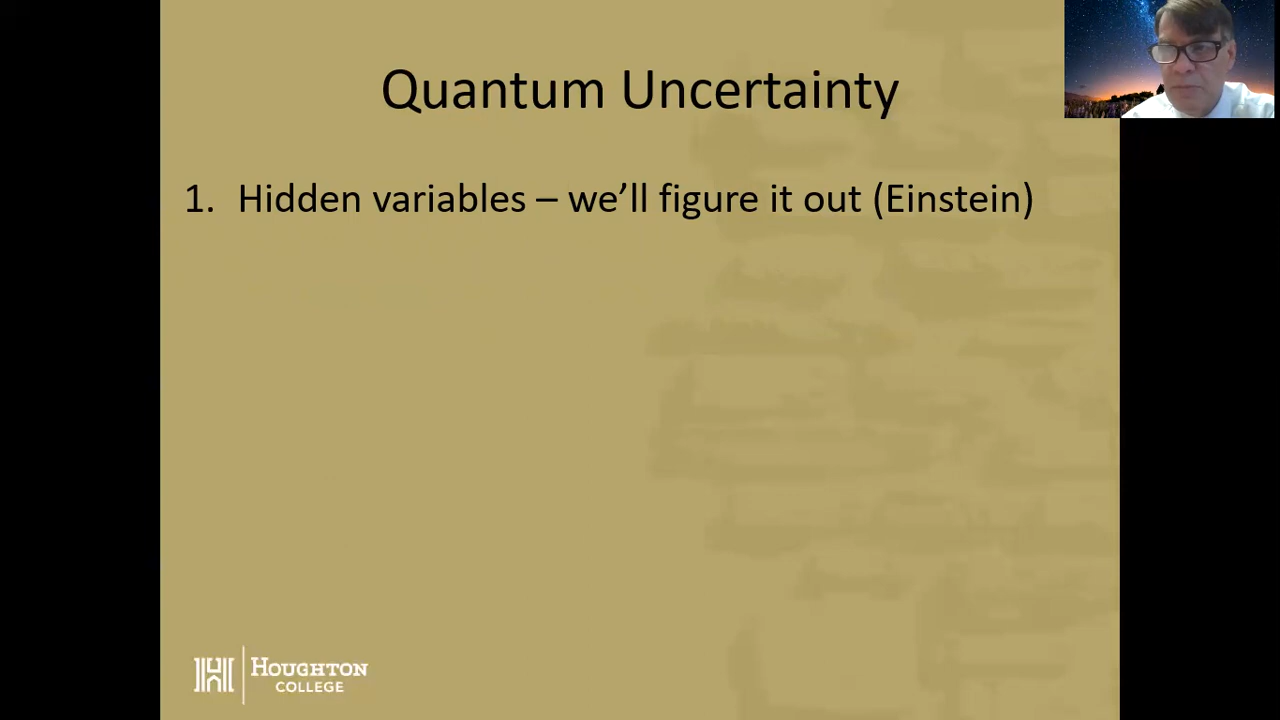 Quantum Uncertainty
1. Hidden variables – we’ll figure it out (Einstein)
HOUGHTON
COLLEGE